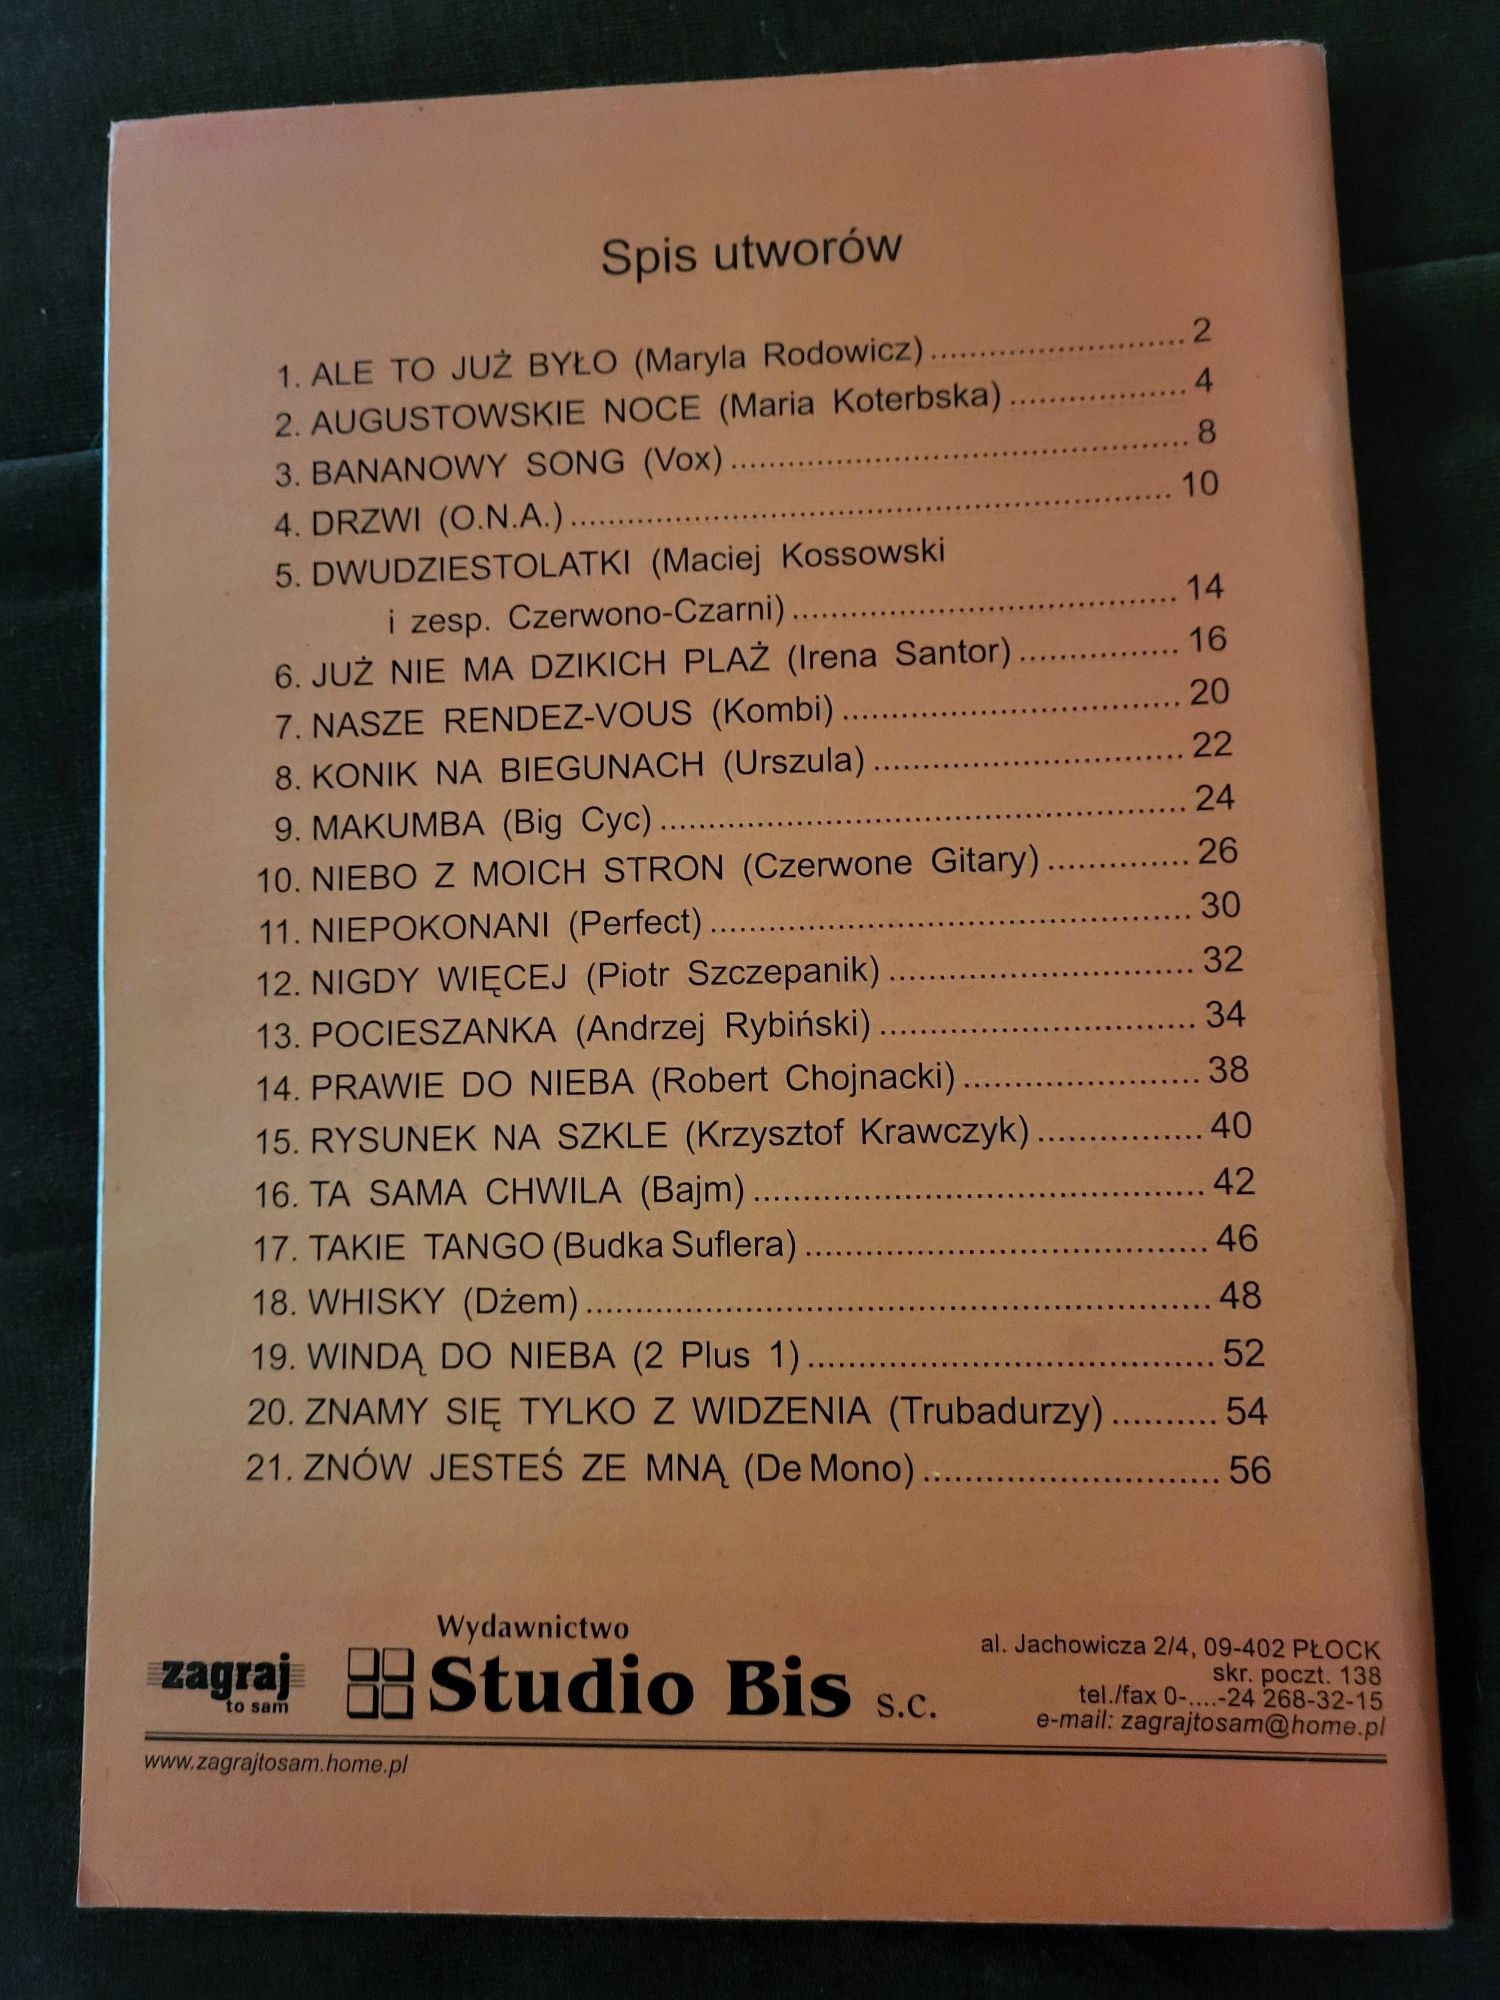 Spis utworów
1. ALE TO JUŻ BYŁO (Maryla Rodowicz) .......................... 2
2. AUGUSTOWSKIE NOCE (Maria Koterbska) .................. 4
3. BANANOWY SONG (Vox) ................................................ 8
4. DRZWI (O.N.A.) ................................................................ 10
5. DWUDZIESTOLATKI (Maciej Kossowski
i zesp. Czerwono-Czarni) ....................................... 14
6. JUŻ NIE MA DZIKICH PLAŻ (Irena Santor) ................ 16
7. NASZE RENDEZ-VOUS (Kombi) ................................... 20
8. KONIK NA BIEGUNACH (Urszula) ................................ 22
9. MAKUMBA (Big Cyc) ...................................................... 24
10. NIEBO Z MOICH STRON (Czerwone Gitary) .............. 26
11. NIEPOKONANI (Perfect) ................................................ 30
12. NIGDY WIĘCEJ (Piotr Szczepanik) .............................. 32
13. POCIESZANKA (Andrzej Rybiński) ................................ 34
14. PRAWIE DO NIEBA (Robert Chojnacki) ........................ 38
15. RYSUNEK NA SZKLE (Krzysztof Krawczyk) ................. 40
16. TA SAMA CHWILA (Bajm) ............................................. 42
17. TAKIE TANGO (Budka Suflera) ........................................ 46
18. WHISKY (Dżem) .............................................................. 48
19. WINDĄ DO NIEBA (2 Plus 1) ......................................... 52
20. ZNAMY SIĘ TYLKO Z WIDZENIA (Trubadurzy) .......... 54
21. ZNÓW JESTEŚ ZE MNĄ (De Mono) ............................. 56
Wydawnictwo
zagraj
to sam
Studio Bis s.c.
al. Jachowicza 2/4, 09-402 PŁOCK
skr. poczt. 138
tel./fax 0-....-24 268-32-15
e-mail: zagrajtosam@home.pl
www.zagrajtosam.home.pl